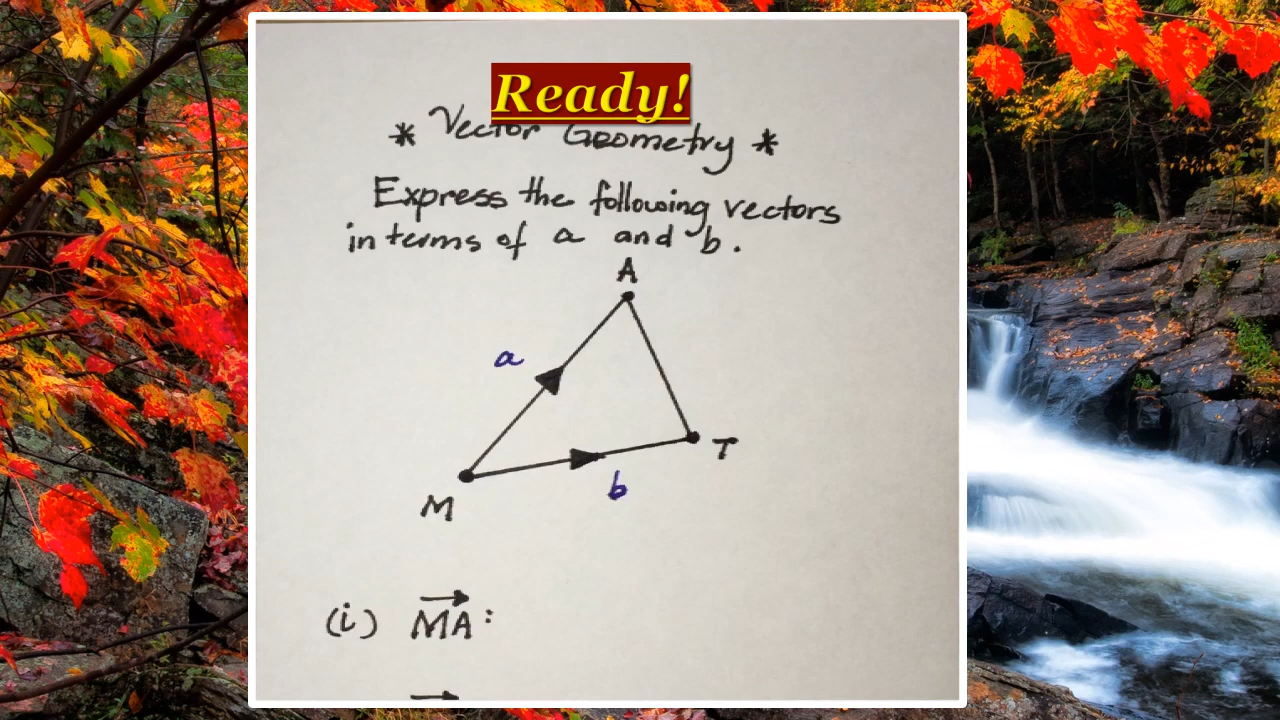 Ready!
* Vector Geometry *
Express the following vectors
in terms of a and b.
A
a
T
b
M
(i) MA: